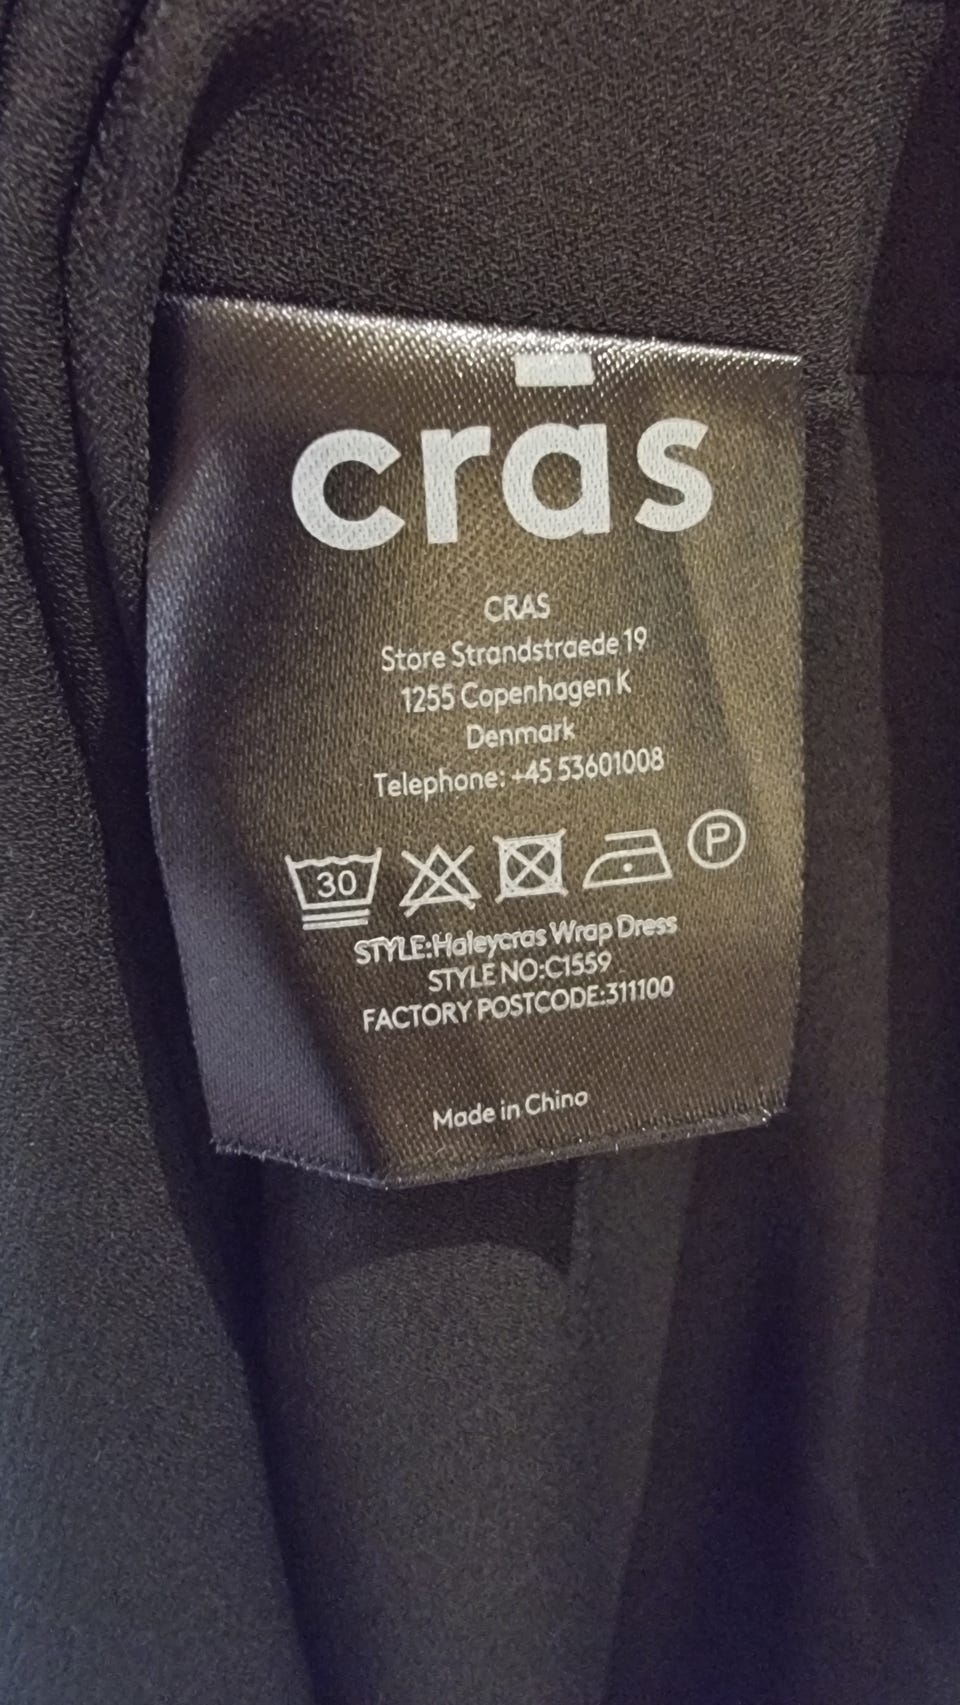 crās
CRAS
Store Strandstraede 19
1255 Copenhagen K
Denmark
Telephone: +45 53601008
30 P
STYLE:Haleycras Wrap Dress
STYLE NO:C1559
FACTORY POSTCODE:311100
Made in China